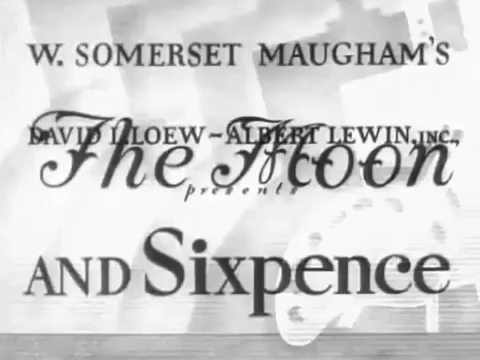 W. SOMERSET MAUGHAM'S
DAVID L. LOEW - ALBERT LEWIN, INC.,
The Moon
presents
AND Sixpence